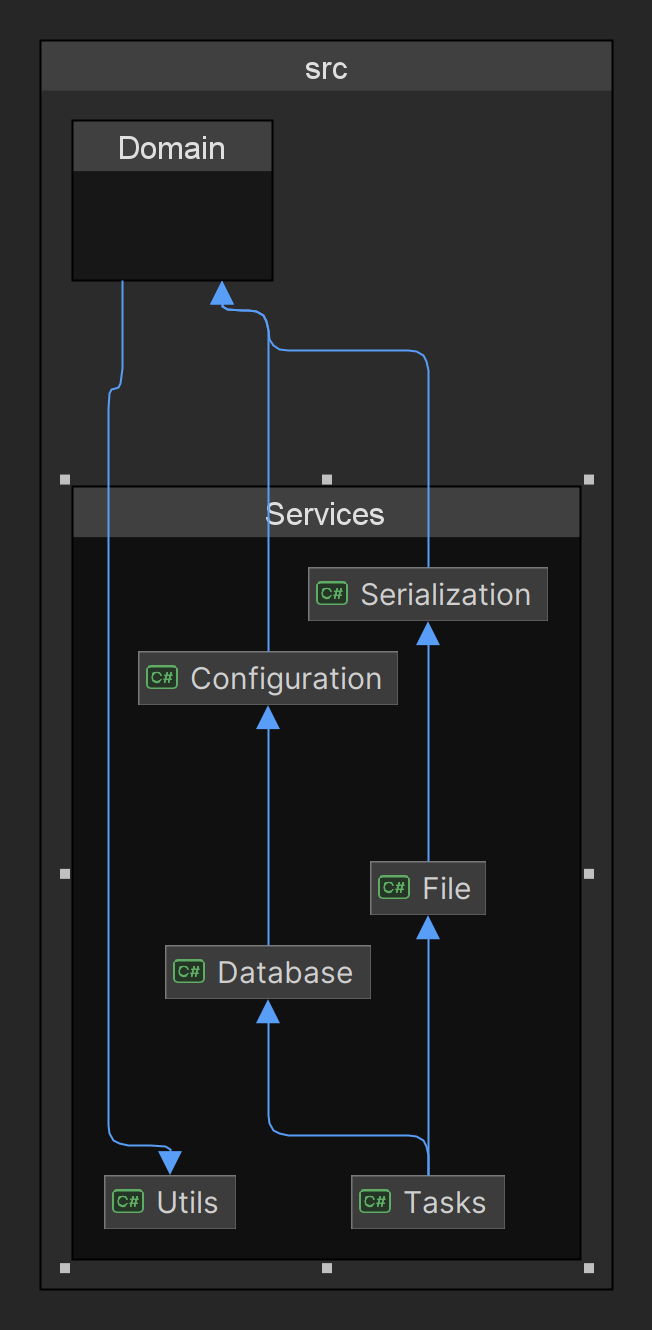 src
Domain
Services
C# Serialization
C# Configuration
C# File
C# Database
C# Utils
C# Tasks